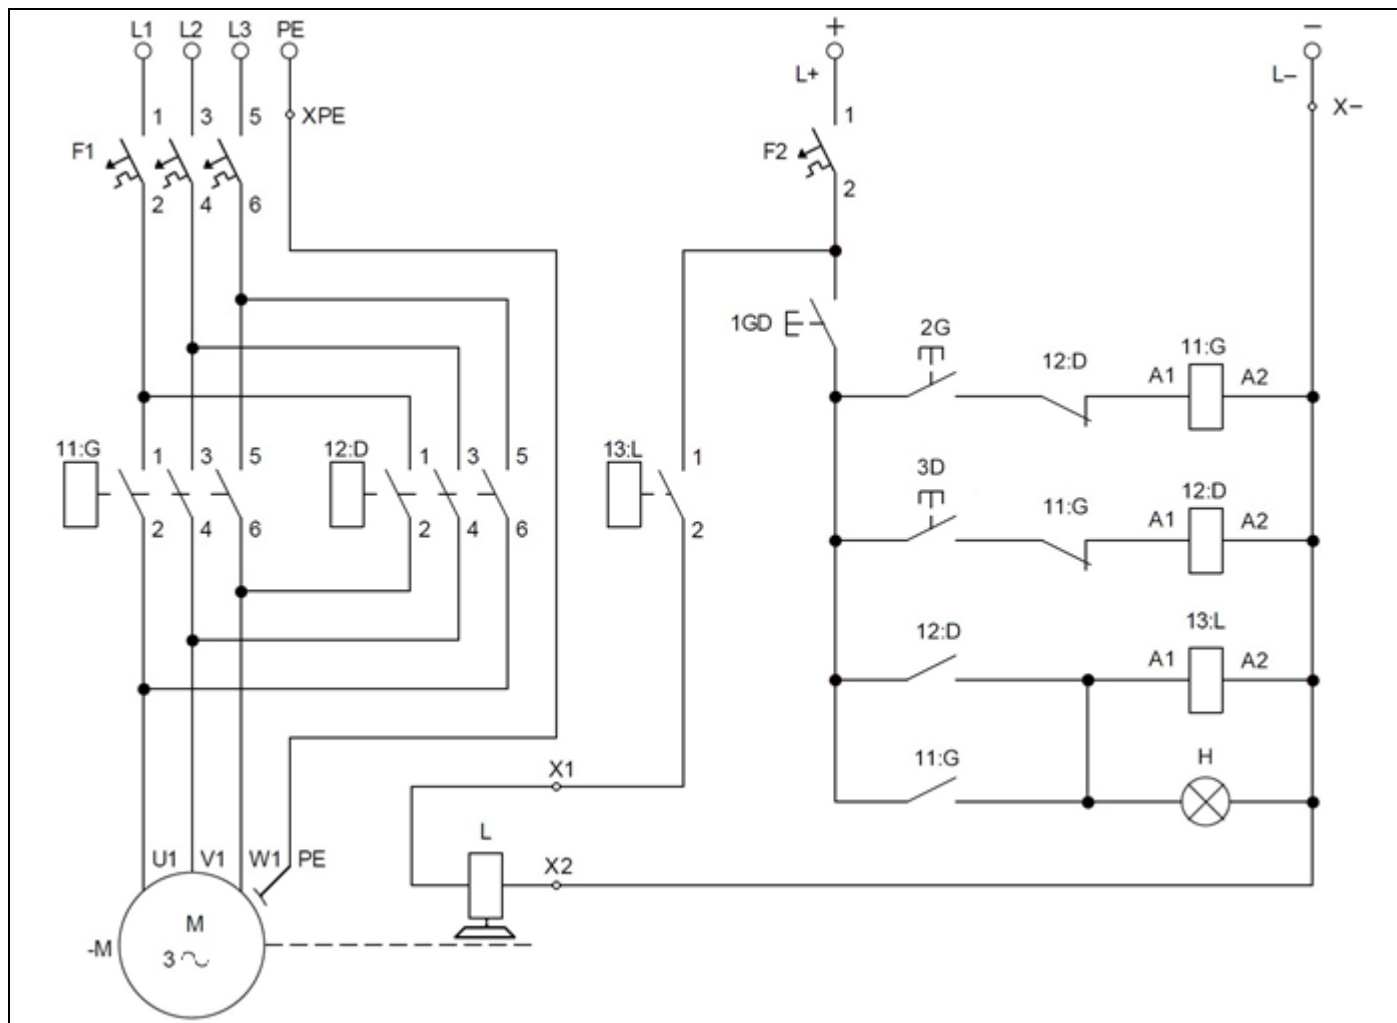 L1 L2 L3 PE + −
L+ L−
XPE X−
1 3 5 1
F1 F2
2 4 6 2
1GD 2G 12:D 11:G
A1 A2
11:G 1 3 5 12:D 1 3 5 13:L 1
2 4 6 2 4 6 2
3D 11:G 12:D
A1 A2
12:D 13:L
A1 A2
11:G H
X1
L
U1 V1 W1 PE X2
-M M
3